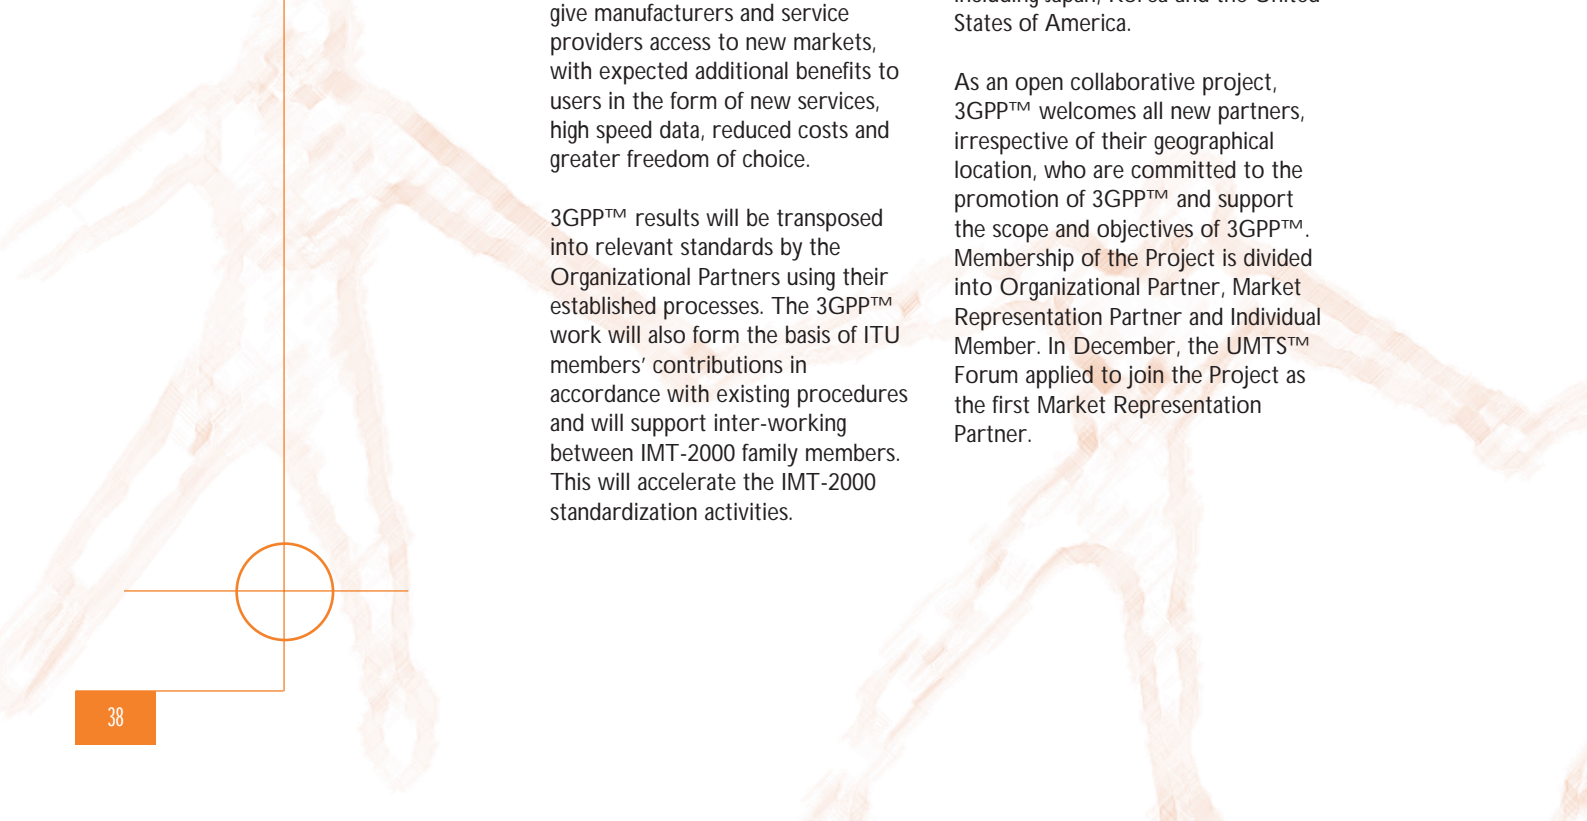 give manufacturers and service
providers access to new markets,
with expected additional benefits to
users in the form of new services,
high speed data, reduced costs and
greater freedom of choice.
3GPP™ results will be transposed
into relevant standards by the
Organizational Partners using their
established processes. The 3GPP™
work will also form the basis of ITU
members’ contributions in
accordance with existing procedures
and will support inter-working
between IMT-2000 family members.
This will accelerate the IMT-2000
standardization activities.
including Japan, Korea and the United
States of America.
As an open collaborative project,
3GPP™ welcomes all new partners,
irrespective of their geographical
location, who are committed to the
promotion of 3GPP™ and support
the scope and objectives of 3GPP™.
Membership of the Project is divided
into Organizational Partner, Market
Representation Partner and Individual
Member. In December, the UMTS™
Forum applied to join the Project as
the first Market Representation
Partner.
38